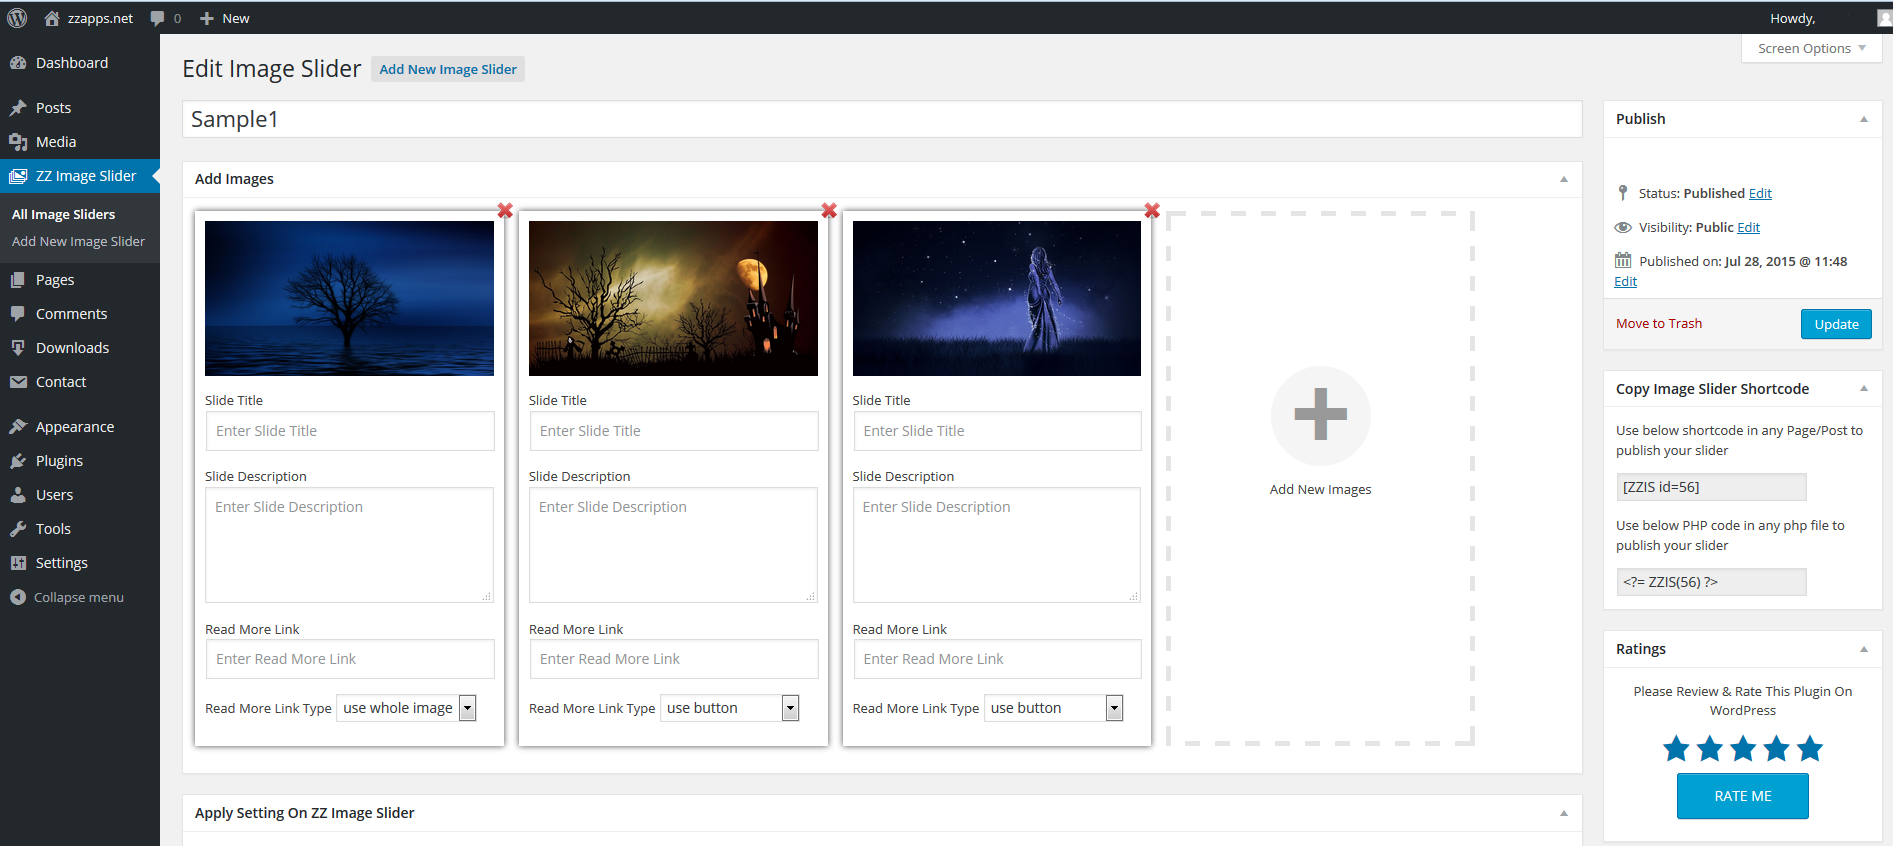 zzapps.net 0 New Howdy,
Screen Options
Dashboard
Posts
Media
ZZ Image Slider
All Image Sliders
Add New Image Slider
Pages
Comments
Downloads
Contact
Appearance
Plugins
Users
Tools
Settings
Collapse menu
Edit Image Slider Add New Image Slider
Sample1
Add Images
Slide Title
Enter Slide Title
Slide Description
Enter Slide Description
Read More Link
Enter Read More Link
Read More Link Type use whole image
Slide Title
Enter Slide Title
Slide Description
Enter Slide Description
Read More Link
Enter Read More Link
Read More Link Type use button
Slide Title
Enter Slide Title
Slide Description
Enter Slide Description
Read More Link
Enter Read More Link
Read More Link Type use button
Add New Images
Apply Setting On ZZ Image Slider
Publish
Status: Published Edit
Visibility: Public Edit
Published on: Jul 28, 2015 @ 11:48
Edit
Move to Trash Update
Copy Image Slider Shortcode
Use below shortcode in any Page/Post to
publish your slider
[ZZIS id=56]
Use below PHP code in any php file to
publish your slider
<?= ZZIS(56) ?>
Ratings
Please Review & Rate This Plugin On
WordPress
RATE ME